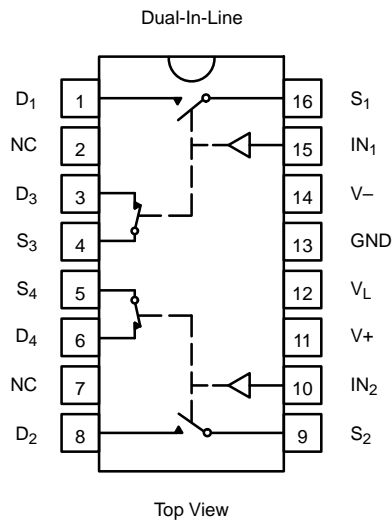 Dual-In-Line
D1 1 16 S1
NC 2 15 IN1
D3 3 14 V–
S3 4 13 GND
S4 5 12 VL
D4 6 11 V+
NC 7 10 IN2
D2 8 9 S2
Top View